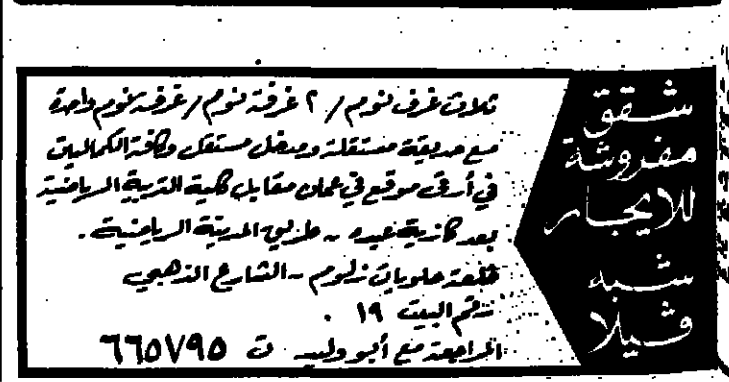 شقق
مفروشة
للايجار
شبه
فيلا
ثلاث غرف نوم / ٢ غرفة نوم / غرفة نوم واحدة
مع حديقة مستقلة ومدخل مستقل وكافة الكماليات
في أرقى موقع في عمان مقابل كلية التربية الرياضية
بعد كازية عبده - طريق المدينة الرياضية .
طلعة حلويات زلوم - الشارع الذهبي
رقم البيت ١٩ .
المراجعة مع أبو وليد ت ٦٦٥٧٩٥